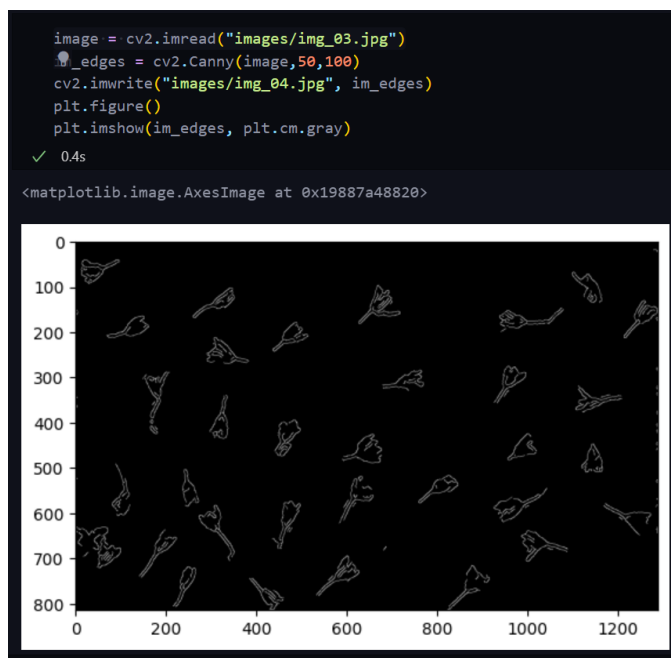 image = cv2.imread("images/img_03.jpg")
_edges = cv2.Canny(image,50,100)
cv2.imwrite("images/img_04.jpg", im_edges)
plt.figure()
plt.imshow(im_edges, plt.cm.gray)
✓ 0.4s
<matplotlib.image.AxesImage at 0x19887a48820>
0
100
200
300
400
500
600
700
800
0 200 400 600 800 1000 1200